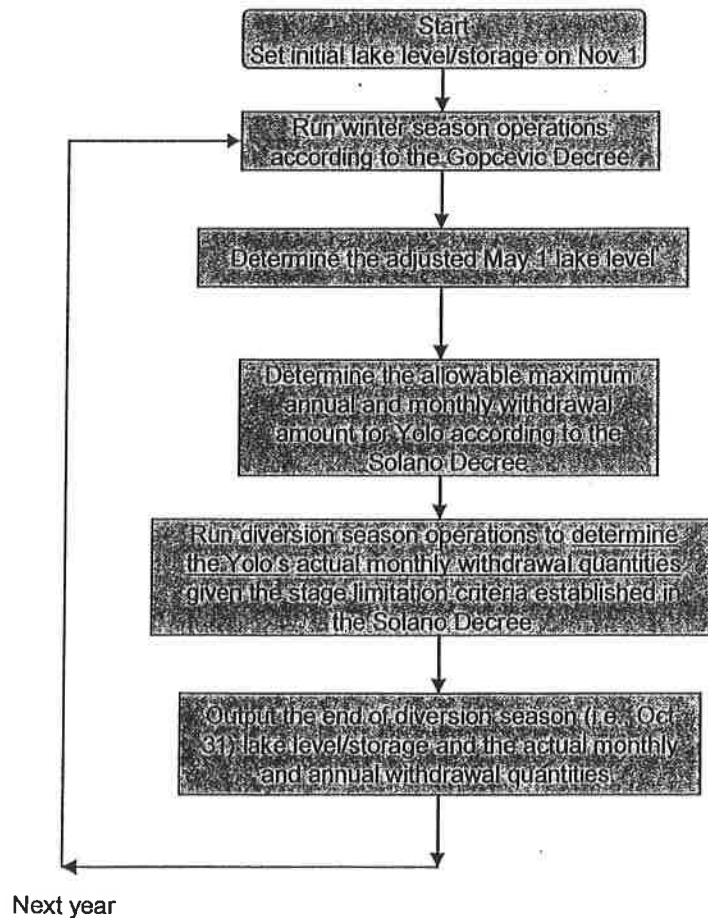 Start
Set initial lake level/storage on Nov 1
Run winter season operations
according to the Gopcevic Decree
Determine the adjusted May 1 lake level
Determine the allowable maximum
annual and monthly withdrawal
amount for Yolo according to the
Solano Decree
Run diversion season operations to determine
the Yolo's actual monthly withdrawal quantities
given the stage limitation criteria established in
the Solano Decree
Output the end of diversion season (i.e., Oct
31) lake level/storage and the actual monthly
and annual withdrawal quantities
Next year